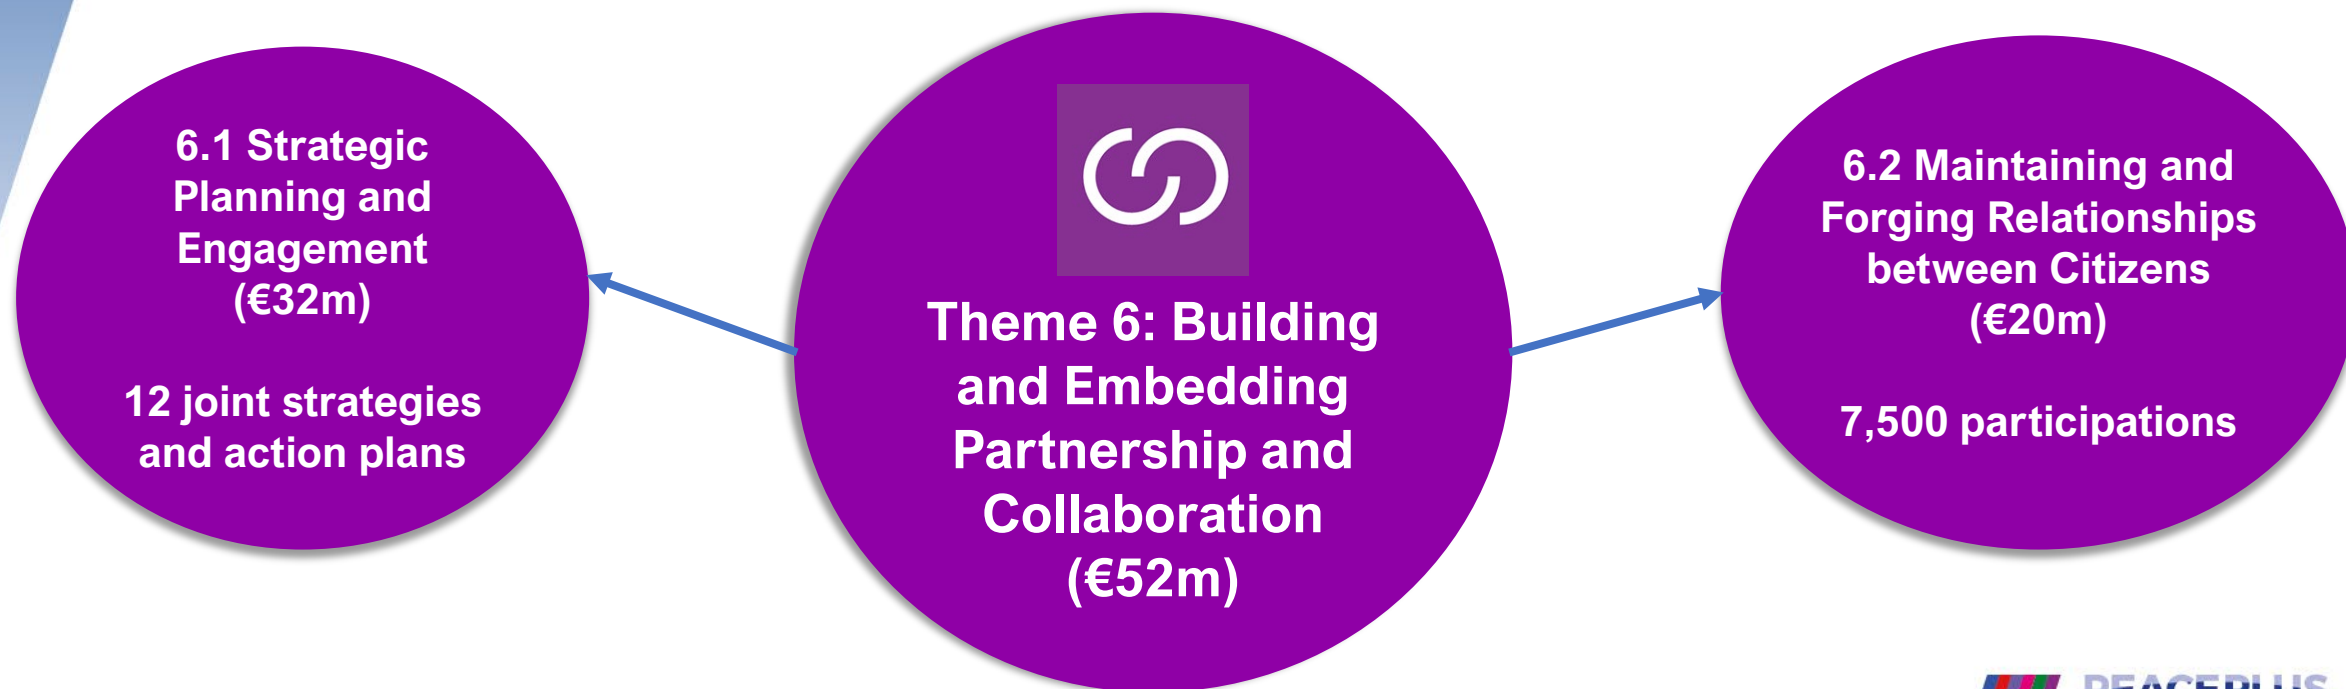 6.1 Strategic
Planning and
Engagement
(€32m)
12 joint strategies
and action plans
Theme 6: Building
and Embedding
Partnership and
Collaboration
(€52m)
6.2 Maintaining and
Forging Relationships
between Citizens
(€20m)
7,500 participations
PEACEPLUS